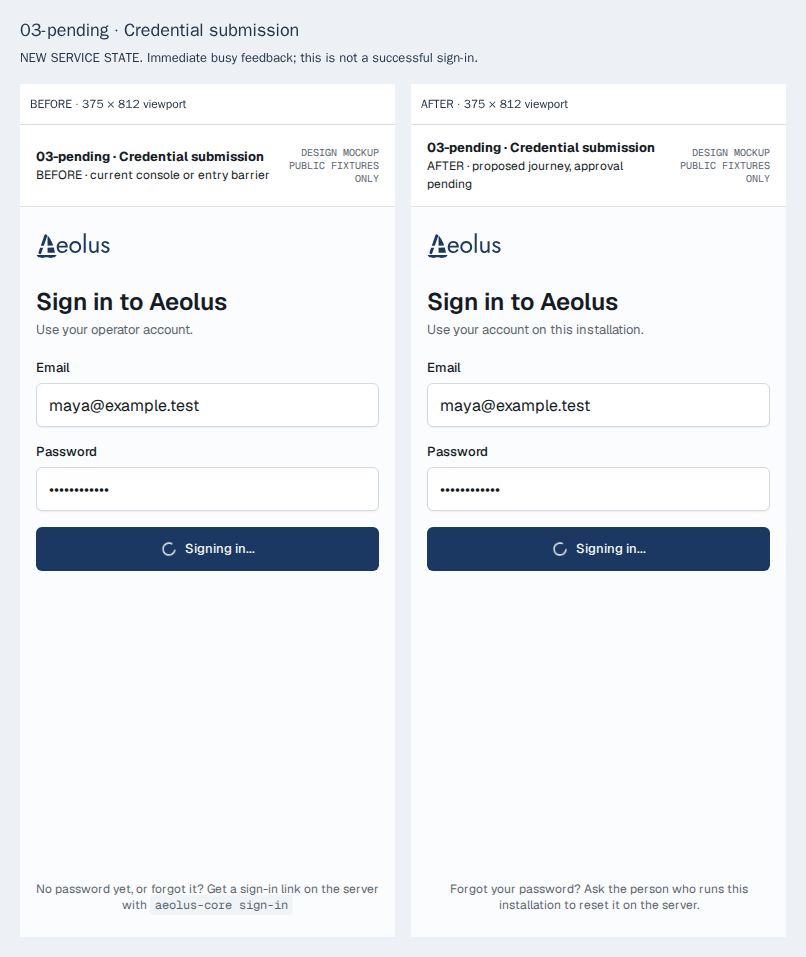 03-pending · Credential submission
NEW SERVICE STATE. Immediate busy feedback; this is not a successful sign-in.
BEFORE · 375 × 812 viewport
03-pending · Credential submission
BEFORE · current console or entry barrier
DESIGN MOCKUP
PUBLIC FIXTURES
ONLY
Aeolus
Sign in to Aeolus
Use your operator account.
Email
maya@example.test
Password
••••••••••••
Signing in…
No password yet, or forgot it? Get a sign-in link on the server
with aeolus-core sign-in
AFTER · 375 × 812 viewport
03-pending · Credential submission
AFTER · proposed journey, approval
pending
DESIGN MOCKUP
PUBLIC FIXTURES
ONLY
Aeolus
Sign in to Aeolus
Use your account on this installation.
Email
maya@example.test
Password
••••••••••••
Signing in…
Forgot your password? Ask the person who runs this
installation to reset it on the server.